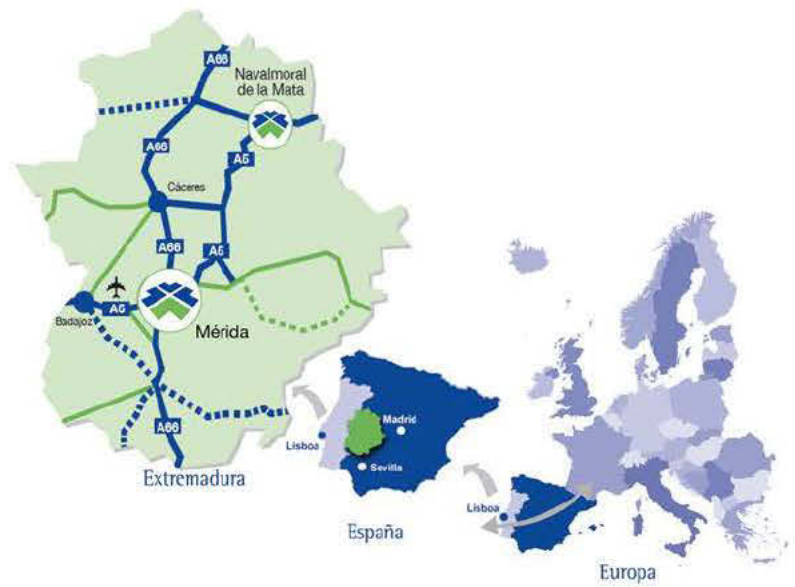 A66
Navalmoral
de la Mata
A66
A5
Cáceres
A66
A5
A5
Badajoz
Mérida
A66
Extremadura
Madrid
Lisboa
Sevilla
España
Lisboa
Europa